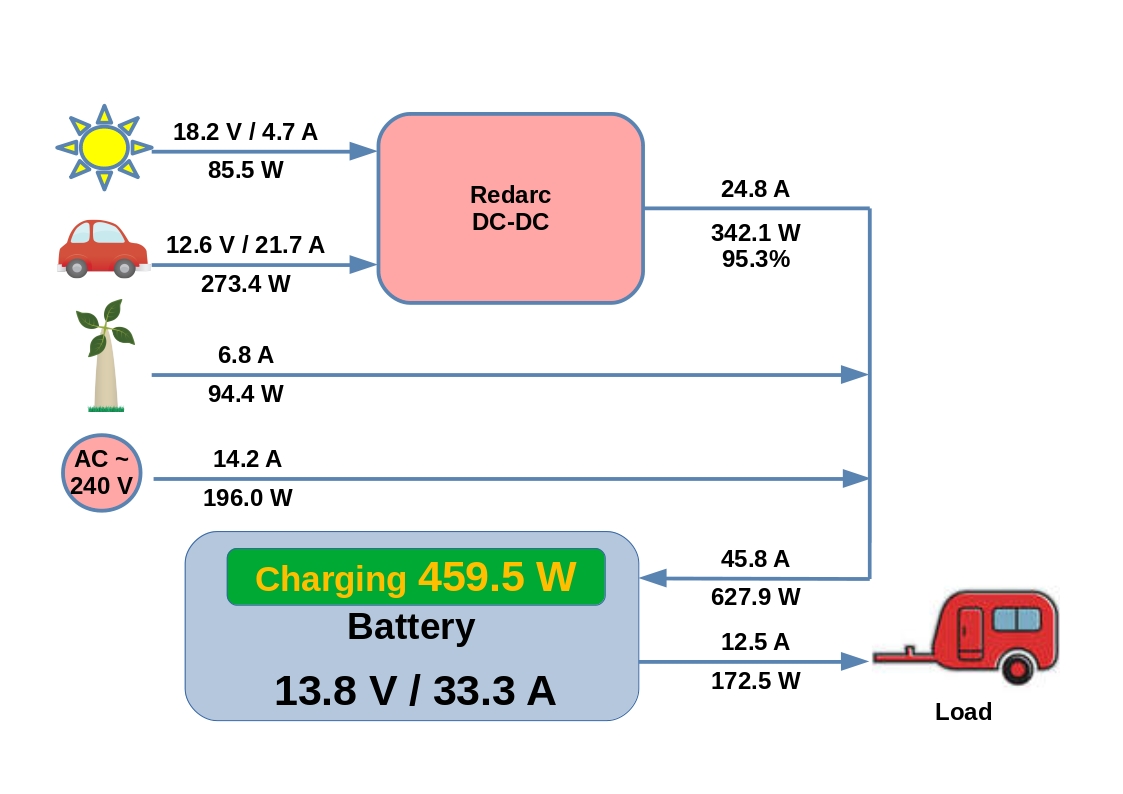 18.2 V / 4.7 A
85.5 W
Redarc
DC-DC
24.8 A
342.1 W
95.3%
12.6 V / 21.7 A
273.4 W
6.8 A
94.4 W
AC ~
240 V
14.2 A
196.0 W
Charging 459.5 W
Battery
13.8 V / 33.3 A
45.8 A
627.9 W
12.5 A
172.5 W
Load